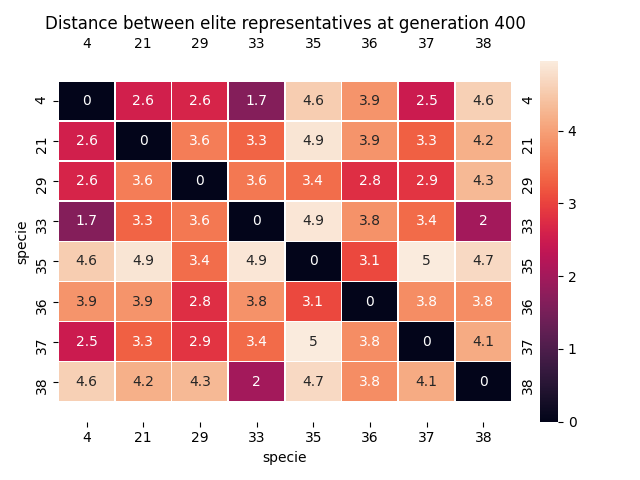 Distance between elite representatives at generation 400
4 21 29 33 35 36 37 38
4 0 2.6 2.6 1.7 4.6 3.9 2.5 4.6 4
21 2.6 0 3.6 3.3 4.9 3.9 3.3 4.2 21
29 2.6 3.6 0 3.6 3.4 2.8 2.9 4.3 29
33 1.7 3.3 3.6 0 4.9 3.8 3.4 2 33
35 4.6 4.9 3.4 4.9 0 3.1 5 4.7 35
36 3.9 3.9 2.8 3.8 3.1 0 3.8 3.8 36
37 2.5 3.3 2.9 3.4 5 3.8 0 4.1 37
38 4.6 4.2 4.3 2 4.7 3.8 4.1 0 38
4 21 29 33 35 36 37 38
specie
specie
4
3
2
1
0